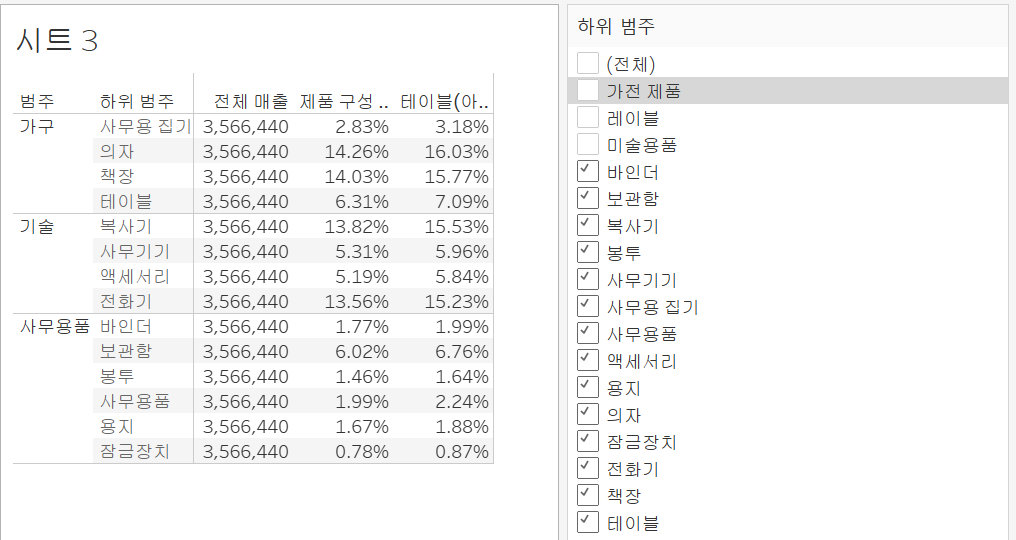 시트 3
범주 하위 범주 전체 매출 제품 구성 .. 테이블(아..
가구 사무용 집기 3,566,440 2.83% 3.18%
의자 3,566,440 14.26% 16.03%
책장 3,566,440 14.03% 15.77%
테이블 3,566,440 6.31% 7.09%
기술 복사기 3,566,440 13.82% 15.53%
사무기기 3,566,440 5.31% 5.96%
액세서리 3,566,440 5.19% 5.84%
전화기 3,566,440 13.56% 15.23%
사무용품 바인더 3,566,440 1.77% 1.99%
보관함 3,566,440 6.02% 6.76%
봉투 3,566,440 1.46% 1.64%
사무용품 3,566,440 1.99% 2.24%
용지 3,566,440 1.67% 1.88%
잠금장치 3,566,440 0.78% 0.87%
하위 범주
(전체)
가전 제품
레이블
미술용품
바인더
보관함
복사기
봉투
사무기기
사무용 집기
사무용품
액세서리
용지
의자
잠금장치
전화기
책장
테이블